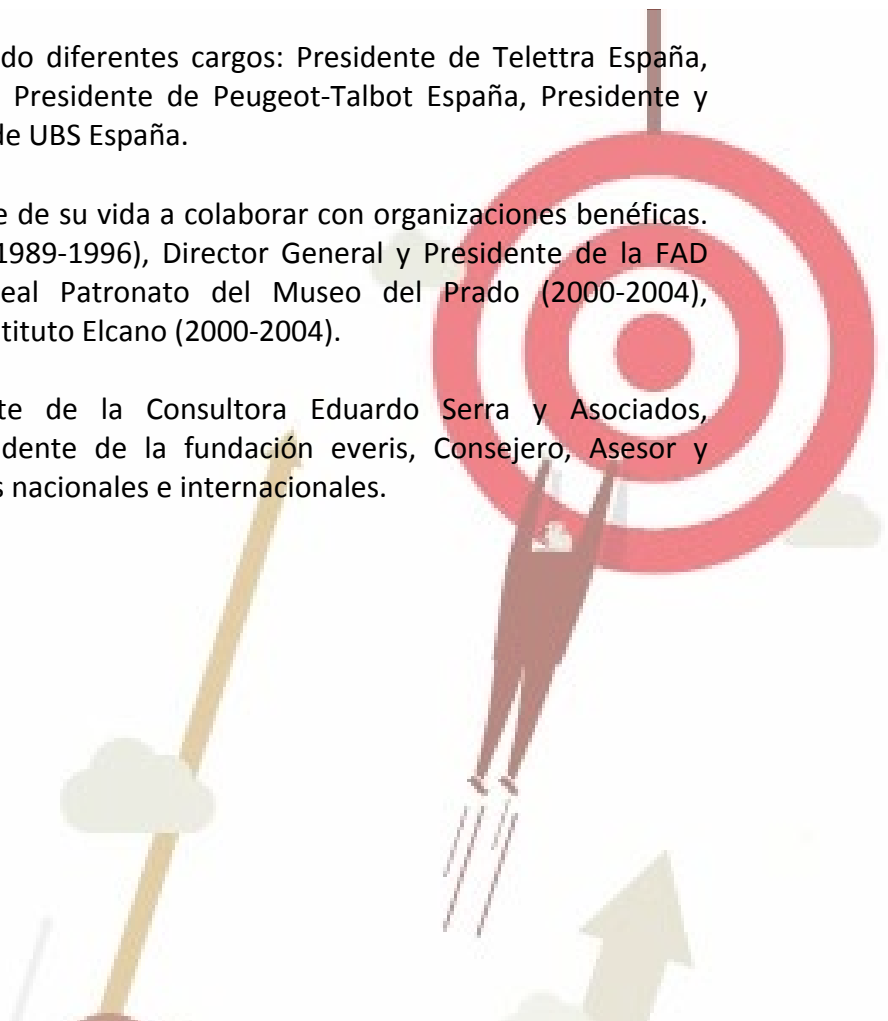 do diferentes cargos: Presidente de Telettra España,
Presidente de Peugeot-Talbot España, Presidente y
de UBS España.
e de su vida a colaborar con organizaciones benéficas.
1989-1996), Director General y Presidente de la FAD
eal Patronato del Museo del Prado (2000-2004),
tituto Elcano (2000-2004).
te de la Consultora Eduardo Serra y Asociados,
dente de la fundación everis, Consejero, Asesor y
s nacionales e internacionales.